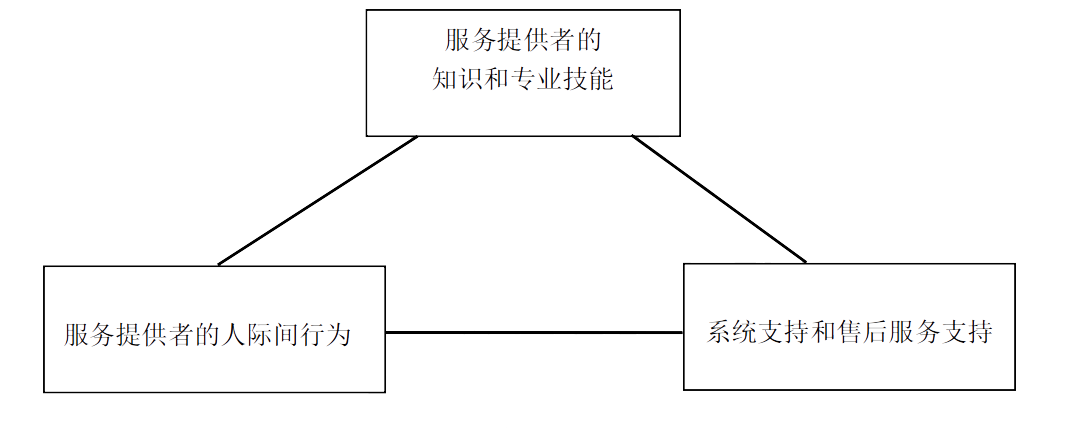 服务提供者的
知识和专业技能
服务提供者的人际间行为
系统支持和售后服务支持